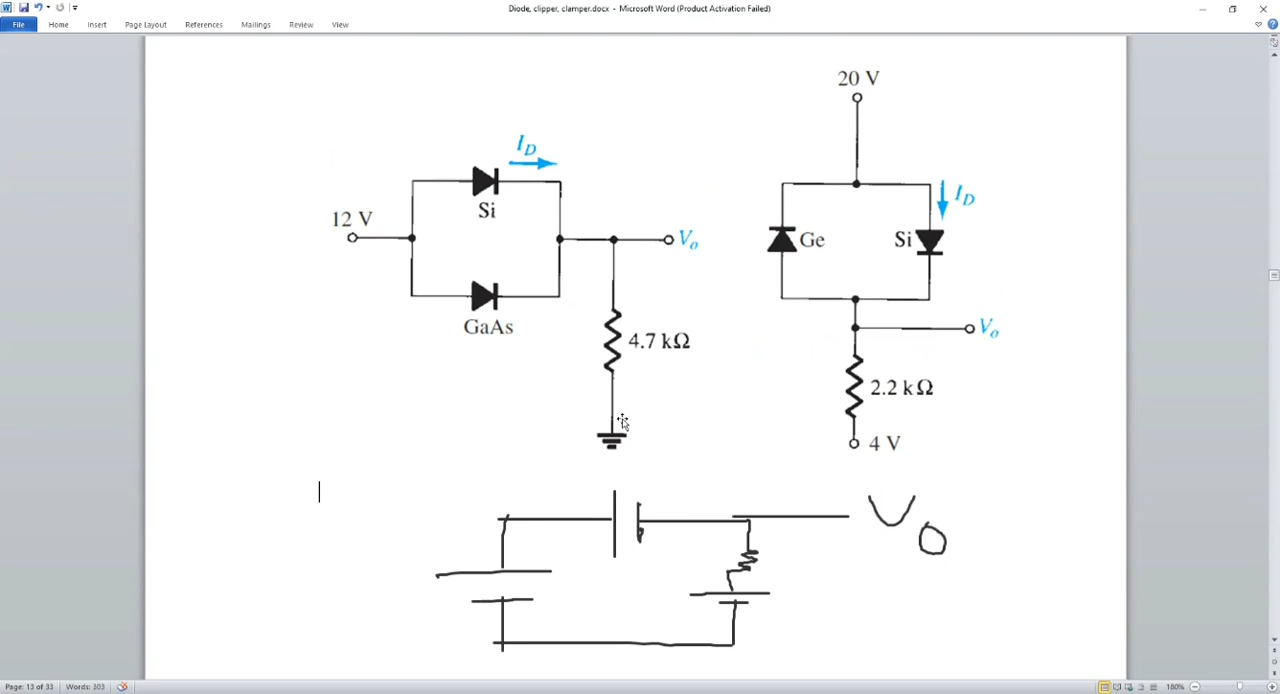 Diode, clipper, clamper.docx - Microsoft Word (Product Activation Failed)
File Home Insert Page Layout References Mailings Review View
20 V
I_D
I_D
Si
12 V
V_o
Ge
Si
GaAs
V_o
4.7 kΩ
2.2 kΩ
4 V
V_O
Page: 13 of 33 Words: 303
180%